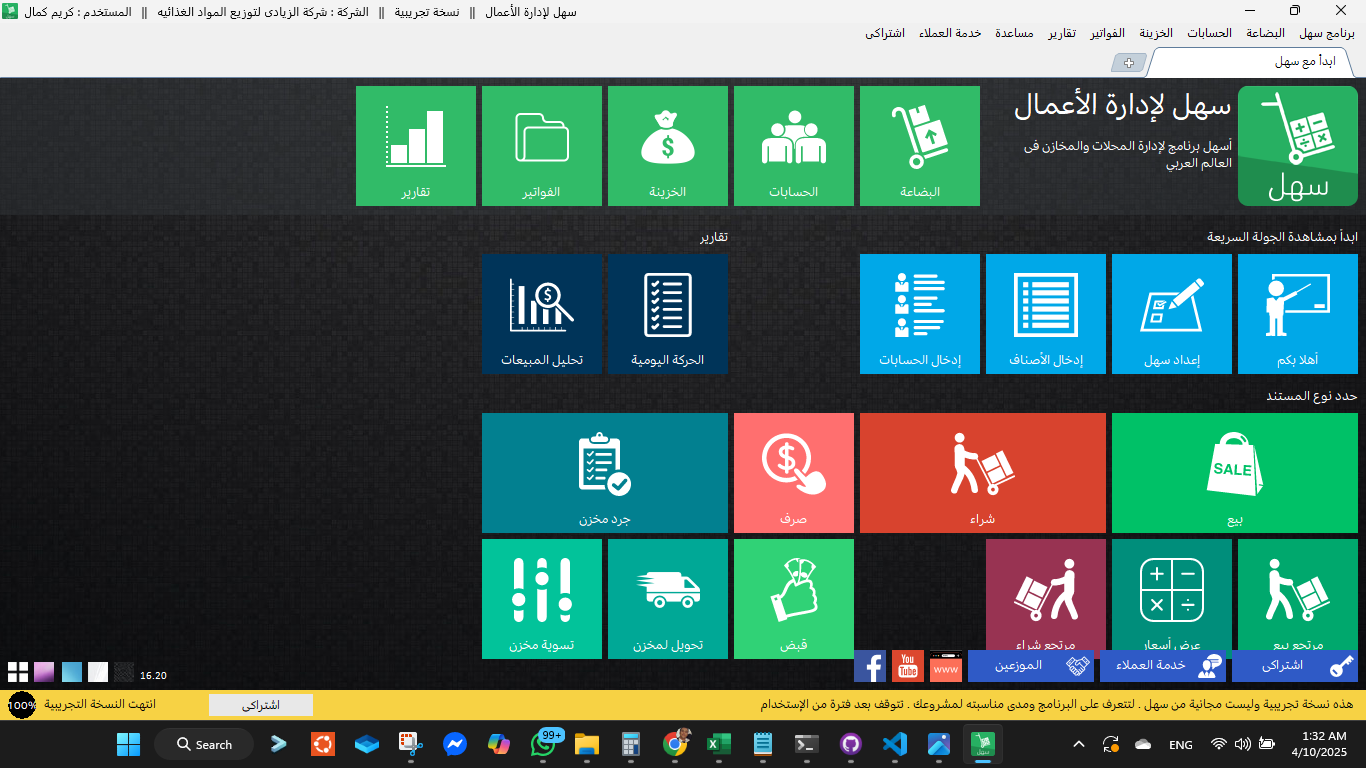 سهل لإدارة الأعمال || نسخة تجريبية || الشركة : شركة الزيادى لتوزيع المواد الغذائيه || المستخدم : كريم كمال
برنامج سهل البضاعة الحسابات الخزينة الفواتير تقارير مساعدة خدمة العملاء اشتراكى
ابدأ مع سهل
سهل
سهل لإدارة الأعمال
أسهل برنامج لإدارة المحلات والمخازن فى
العالم العربي
البضاعة الحسابات الخزينة الفواتير تقارير
ابدأ بمشاهدة الجولة السريعة
تقارير
أهلا بكم إعداد سهل إدخال الأصناف إدخال الحسابات الحركة اليومية تحليل المبيعات
حدد نوع المستند
SALE
بيع شراء صرف جرد مخزن
مرتجع بيع عرض أسعار مرتجع شراء قبض تحويل لمخزن تسوية مخزن
اشتراكى خدمة العملاء الموزعين www You Tube f
16.20
هذه نسخة تجريبية وليست مجانية من سهل . لتتعرف على البرنامج ومدى مناسبته لمشروعك . تتوقف بعد فترة من الإستخدام
اشتراكى
انتهت النسخة التجريبية
100%
Search
99+
سهل
ENG
1:32 AM
4/10/2025